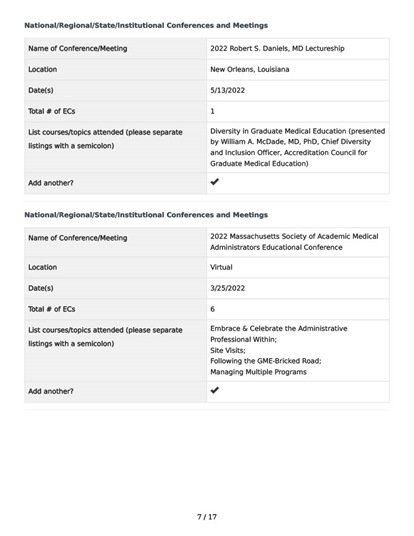 National/Regional/State/Institutional Conferences and Meetings
Name of Conference/Meeting
2022 Robert S. Daniels, MD Lectureship
Location
New Orleans, Louisiana
Date(s)
5/13/2022
Total # of ECs
1
List courses/topics attended (please separate
listings with a semicolon)
Diversity in Graduate Medical Education (presented
by William A. McDade, MD, PhD, Chief Diversity
and Inclusion Officer, Accreditation Council for
Graduate Medical Education)
Add another?
✔
National/Regional/State/Institutional Conferences and Meetings
Name of Conference/Meeting
2022 Massachusetts Society of Academic Medical
Administrators Educational Conference
Location
Virtual
Date(s)
3/25/2022
Total # of ECs
6
List courses/topics attended (please separate
listings with a semicolon)
Embrace & Celebrate the Administrative
Professional Within;
Site Visits;
Following the GME-Bricked Road;
Managing Multiple Programs
Add another?
✔
7 / 17